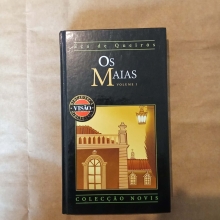 Eça de Queirós
OS
MAIAS
VOLUME I
VISÃO
COLECÇÃO NOVIS